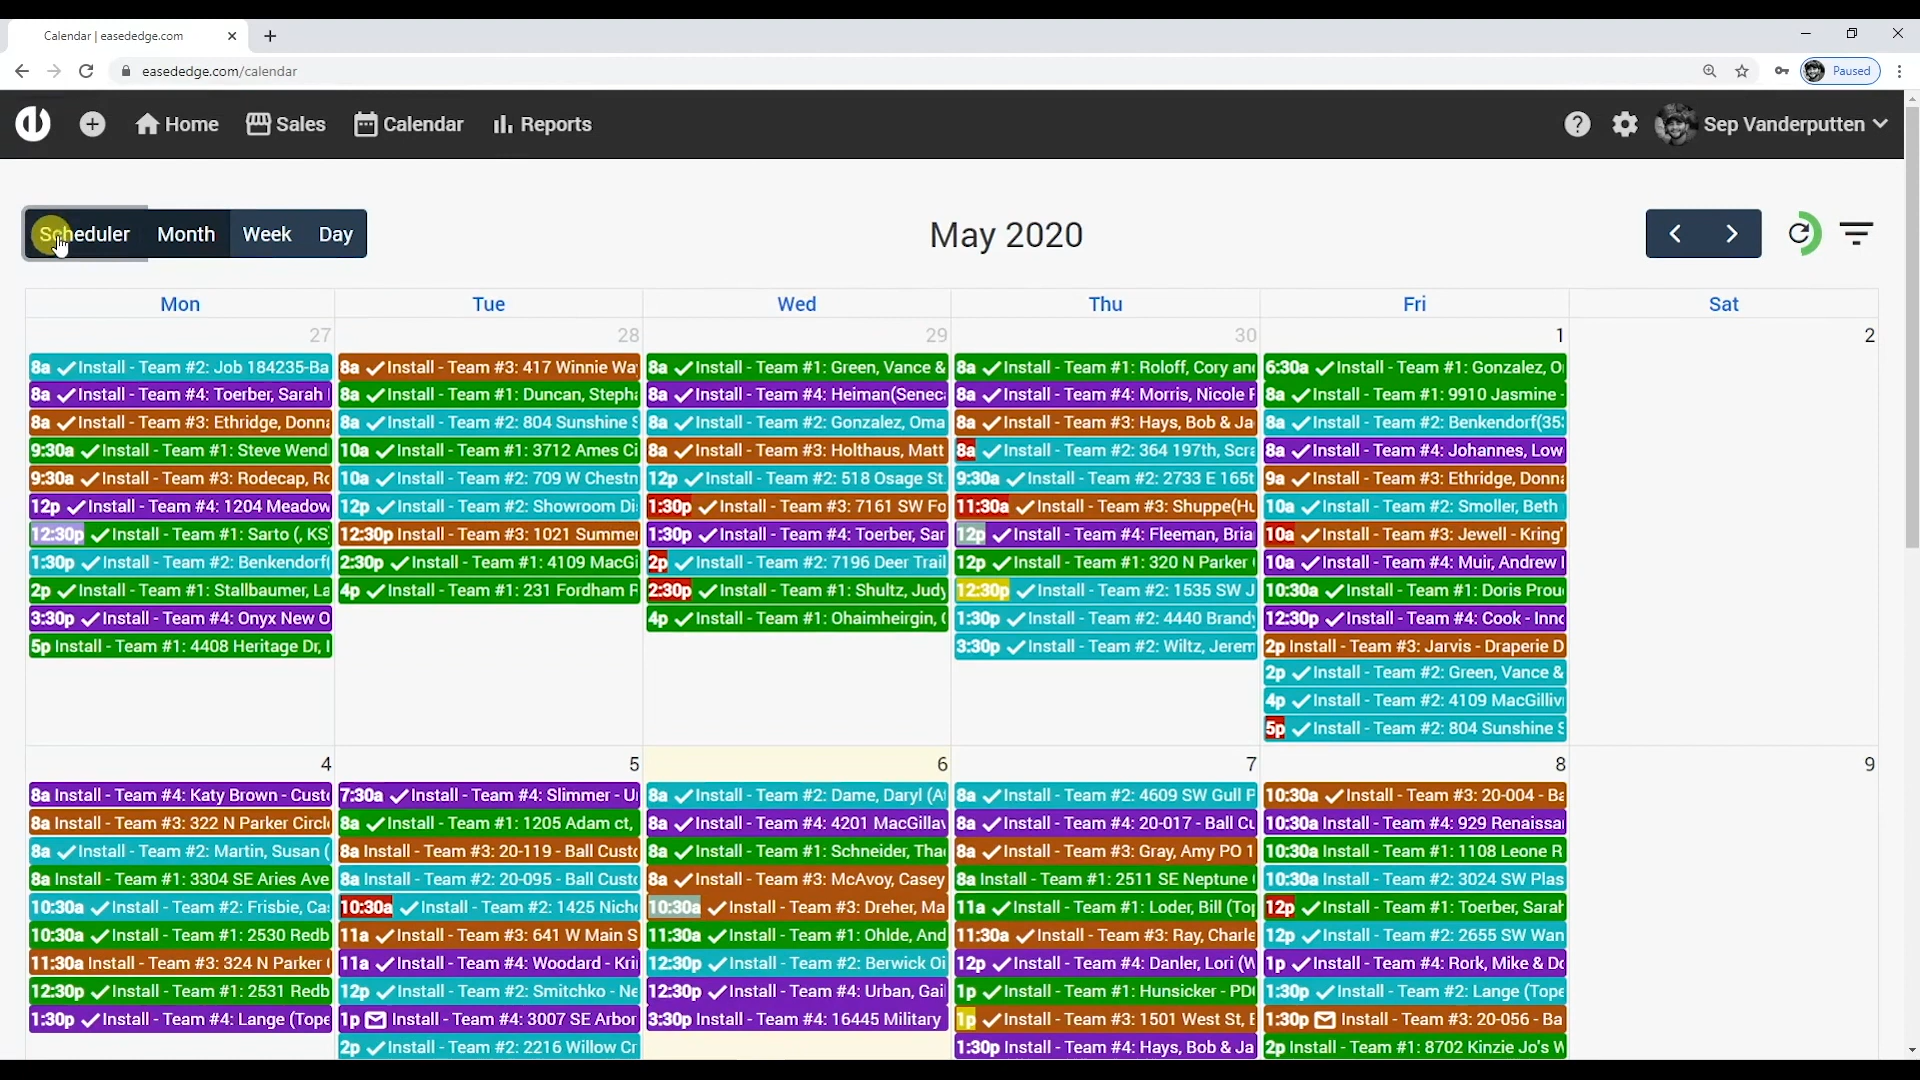 Calendar | easededge.com
easededge.com/calendar
Paused
Home
Sales
Calendar
Reports
Sep Vanderputten
Scheduler Month Week Day
May 2020
Mon Tue Wed Thu Fri Sat
27
8a Install - Team #2: Job 184235-Ba
8a Install - Team #4: Toerber, Sarah
8a Install - Team #3: Ethridge, Donna
9:30a Install - Team #1: Steve Wend
9:30a Install - Team #3: Rodecap, Ro
12p Install - Team #4: 1204 Meadow
12:30p Install - Team #1: Sarto (, KS
1:30p Install - Team #2: Benkendorf(
2p Install - Team #1: Stallbaumer, La
3:30p Install - Team #4: Onyx New O
5p Install - Team #1: 4408 Heritage Dr,
28
8a Install - Team #3: 417 Winnie Way
8a Install - Team #1: Duncan, Stepha
8a Install - Team #2: 804 Sunshine S
10a Install - Team #1: 3712 Ames Ci
10a Install - Team #2: 709 W Chestn
12p Install - Team #2: Showroom Di
12:30p Install - Team #3: 1021 Summe
2:30p Install - Team #1: 4109 MacGi
4p Install - Team #1: 231 Fordham R
29
8a Install - Team #1: Green, Vance &
8a Install - Team #4: Heiman(Seneca
8a Install - Team #2: Gonzalez, Oma
8a Install - Team #3: Holthaus, Matt
12p Install - Team #2: 518 Osage St.
1:30p Install - Team #3: 7161 SW Fo
1:30p Install - Team #4: Toerber, Sar
2p Install - Team #2: 7196 Deer Trail
2:30p Install - Team #1: Shultz, Judy
4p Install - Team #1: Ohaimheirgin, (
30
8a Install - Team #1: Roloff, Cory and
8a Install - Team #4: Morris, Nicole
8a Install - Team #3: Hays, Bob & Ja
8a Install - Team #2: 364 197th, Scra
9:30a Install - Team #2: 2733 E 165t
11:30a Install - Team #3: Shuppe(Hu
12p Install - Team #4: Fleeman, Bria
12p Install - Team #1: 320 N Parker
12:30p Install - Team #2: 1535 SW J
1:30p Install - Team #2: 4440 Brandy
3:30p Install - Team #2: Wiltz, Jerem
1
6:30a Install - Team #1: Gonzalez, O
8a Install - Team #1: 9910 Jasmine -
8a Install - Team #2: Benkendorf(353
8a Install - Team #4: Johannes, Low
9a Install - Team #3: Ethridge, Donna
10a Install - Team #2: Smoller, Beth
10a Install - Team #3: Jewell - Kring'
10a Install - Team #4: Muir, Andrew
10:30a Install - Team #1: Doris Prou
12:30p Install - Team #4: Cook - Inno
2p Install - Team #3: Jarvis - Draperie D
2p Install - Team #2: Green, Vance &
4p Install - Team #2: 4109 MacGilliv
5p Install - Team #2: 804 Sunshine S
2
4
8a Install - Team #4: Katy Brown - Custo
8a Install - Team #3: 322 N Parker Circle
8a Install - Team #2: Martin, Susan (
8a Install - Team #1: 3304 SE Aries Ave
10:30a Install - Team #2: Frisbie, Ca
10:30a Install - Team #1: 2530 Redb
11:30a Install - Team #3: 324 N Parker
12:30p Install - Team #1: 2531 Redb
1:30p Install - Team #4: Lange (Tope
5
7:30a Install - Team #4: Slimmer - U
8a Install - Team #1: 1205 Adam ct,
8a Install - Team #3: 20-119 - Ball Custo
8a Install - Team #2: 20-095 - Ball Custo
10:30a Install - Team #2: 1425 Nicho
11a Install - Team #3: 641 W Main S
11a Install - Team #4: Woodard - Kri
12p Install - Team #2: Smitchko - Ne
1p Install - Team #4: 3007 SE Arbor
2p Install - Team #2: 2216 Willow Cr
6
8a Install - Team #2: Dame, Daryl (A
8a Install - Team #4: 4201 MacGillav
8a Install - Team #1: Schneider, Tha
8a Install - Team #3: McAvoy, Casey
10:30a Install - Team #3: Dreher, Ma
11:30a Install - Team #1: Ohlde, And
12:30p Install - Team #2: Berwick Oi
12:30p Install - Team #4: Urban, Gail
3:30p Install - Team #4: 16445 Military
7
8a Install - Team #2: 4609 SW Gull P
8a Install - Team #4: 20-017 - Ball Cu
8a Install - Team #3: Gray, Amy PO 1
8a Install - Team #1: 2511 SE Neptune
11a Install - Team #1: Loder, Bill (Top
11:30a Install - Team #3: Ray, Charle
12p Install - Team #4: Danler, Lori (W
1p Install - Team #1: Hunsicker - PD
1p Install - Team #3: 1501 West St,
1:30p Install - Team #4: Hays, Bob & Ja
8
10:30a Install - Team #3: 20-004 - Ba
10:30a Install - Team #4: 929 Renaissa
10:30a Install - Team #1: 1108 Leone R
10:30a Install - Team #2: 3024 SW Plas
12p Install - Team #1: Toerber, Sarah
12p Install - Team #2: 2655 SW Wan
1p Install - Team #4: Rork, Mike & Do
1:30p Install - Team #2: Lange (Tope
1:30p Install - Team #3: 20-056 - Ba
2p Install - Team #1: 8702 Kinzie Jo's W
9